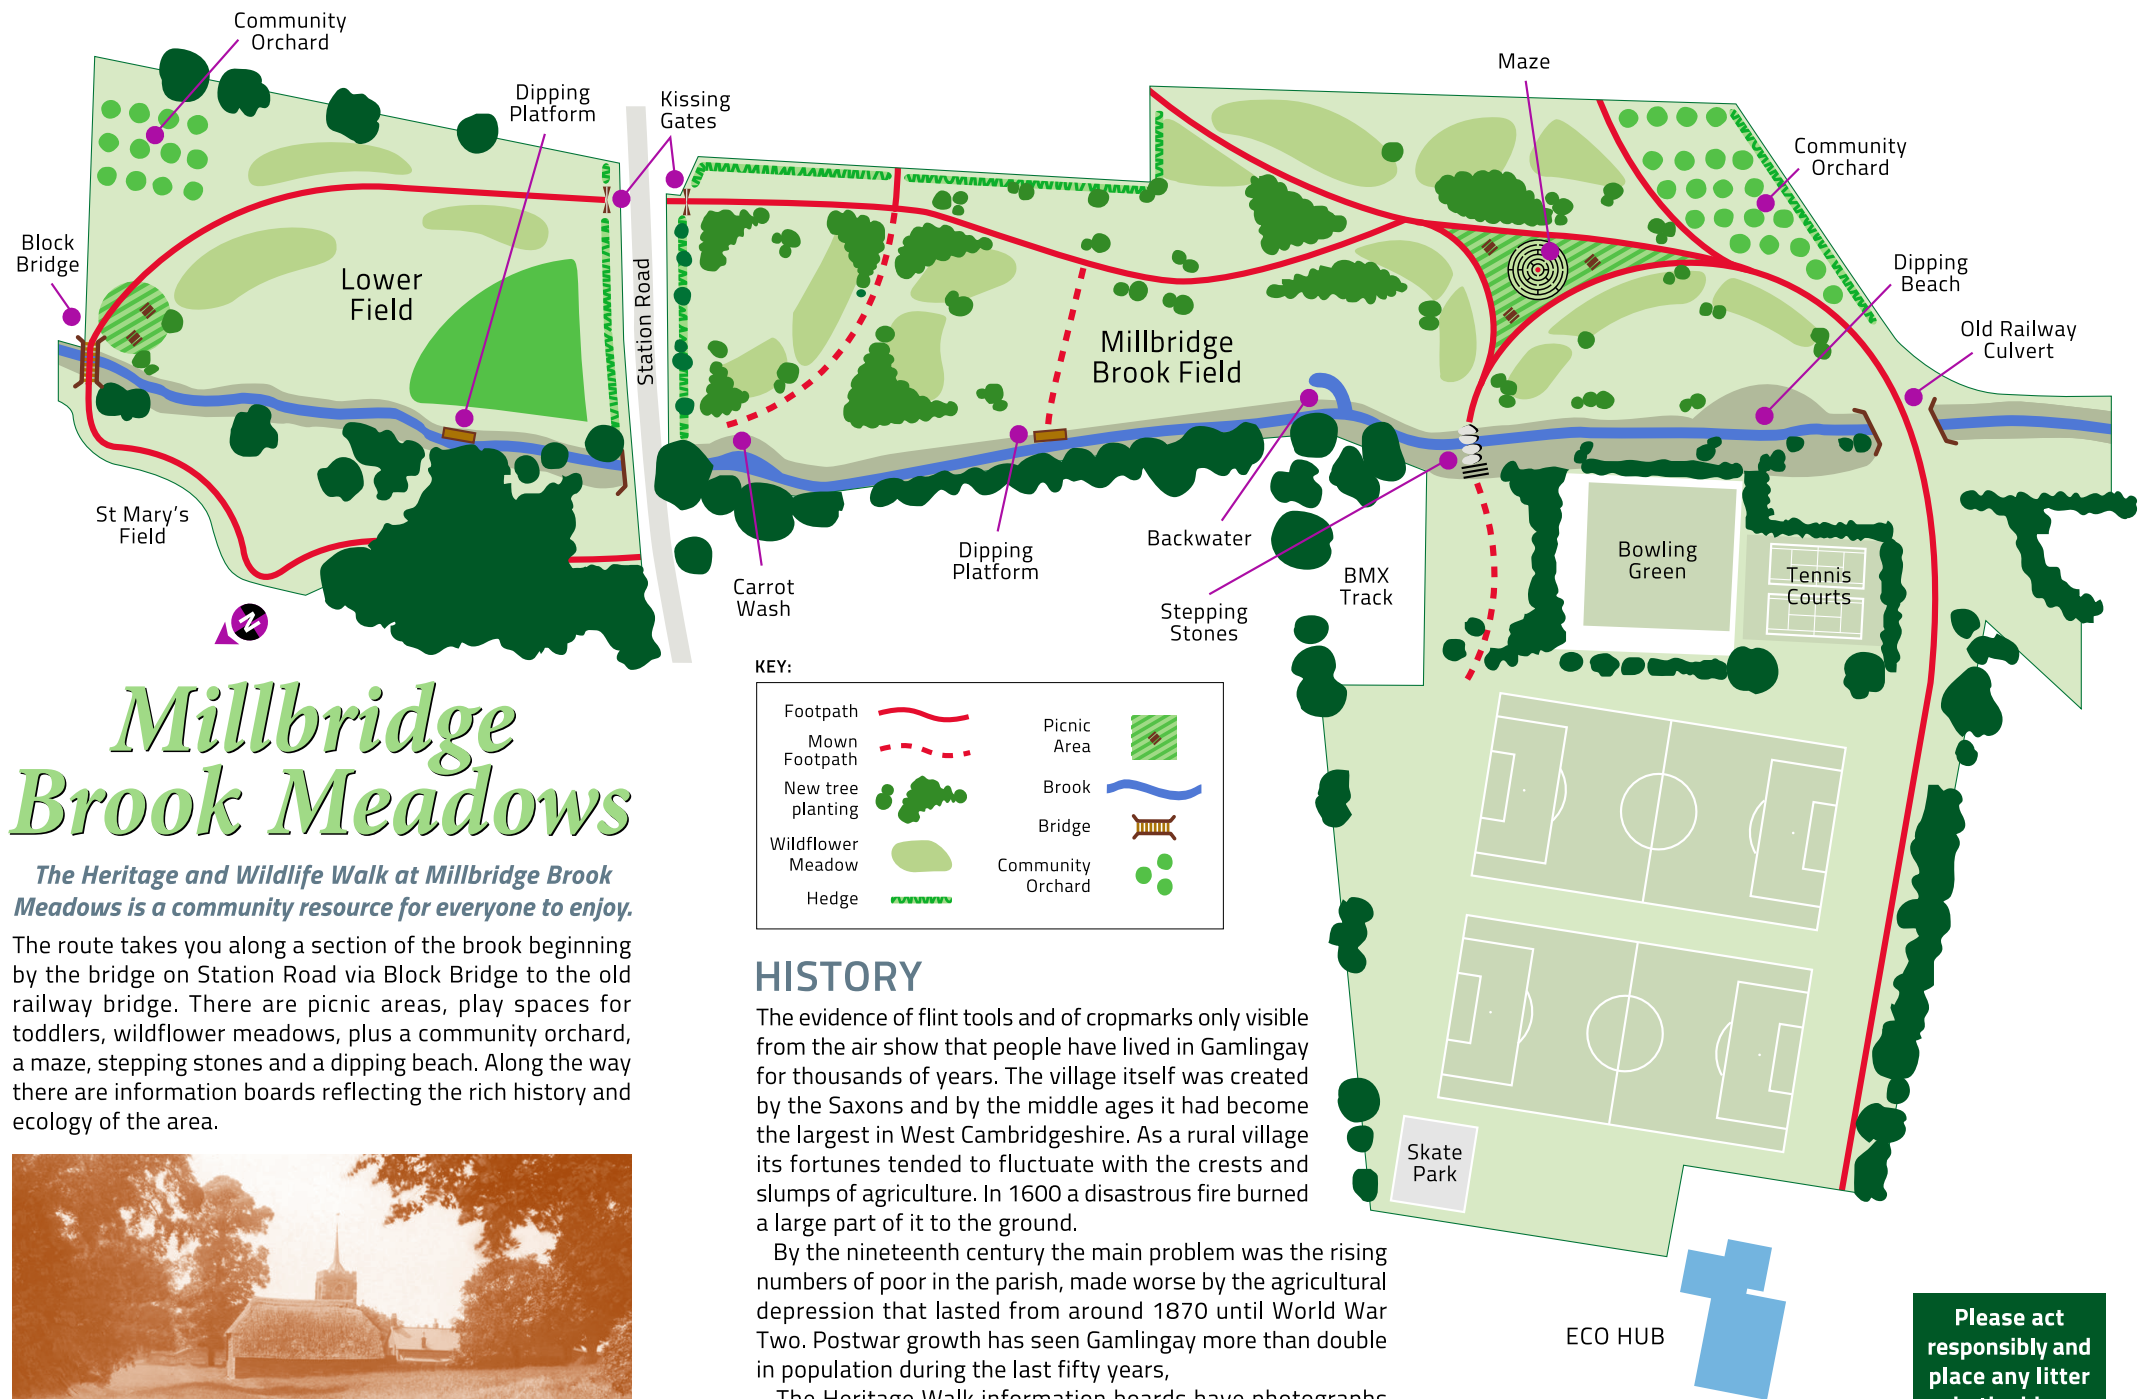 Community
Orchard
Dipping
Platform
Kissing
Gates
Maze
Community
Orchard
Block
Bridge
Lower
Field
Station Road
Millbridge
Brook Field
Dipping
Beach
Old Railway
Culvert
St Mary's
Field
N
Carrot
Wash
Dipping
Platform
Backwater
Stepping
Stones
BMX
Track
Bowling
Green
Tennis
Courts
Millbridge
Brook Meadows
The Heritage and Wildlife Walk at Millbridge Brook
Meadows is a community resource for everyone to enjoy.
The route takes you along a section of the brook beginning
by the bridge on Station Road via Block Bridge to the old
railway bridge. There are picnic areas, play spaces for
toddlers, wildflower meadows, plus a community orchard,
a maze, stepping stones and a dipping beach. Along the way
there are information boards reflecting the rich history and
ecology of the area.
KEY:
Footpath
Mown
Footpath
New tree
planting
Wildflower
Meadow
Hedge
Picnic
Area
Brook
Bridge
Community
Orchard
HISTORY
The evidence of flint tools and of cropmarks only visible
from the air show that people have lived in Gamlingay
for thousands of years. The village itself was created
by the Saxons and by the middle ages it had become
the largest in West Cambridgeshire. As a rural village
its fortunes tended to fluctuate with the crests and
slumps of agriculture. In 1600 a disastrous fire burned
a large part of it to the ground.
By the nineteenth century the main problem was the rising
numbers of poor in the parish, made worse by the agricultural
depression that lasted from around 1870 until World War
Two. Postwar growth has seen Gamlingay more than double
in population during the last fifty years,
The Heritage Walk information boards have photographs
Skate
Park
ECO HUB
Please act
responsibly and
place any litter